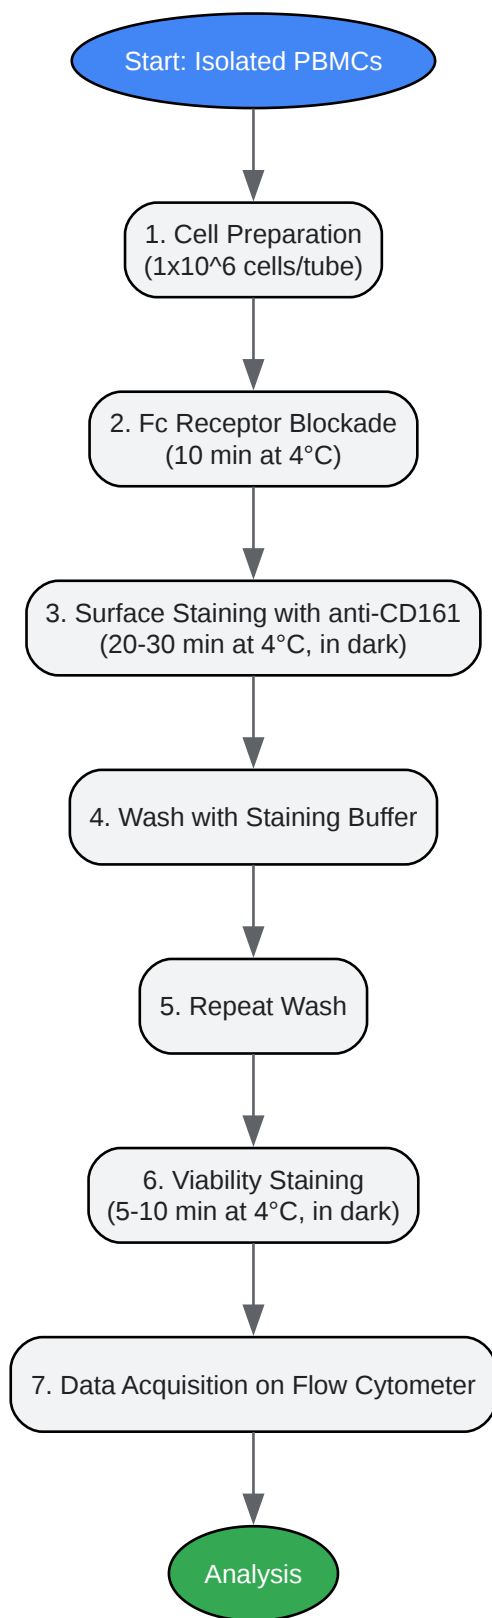 Start: Isolated PBMCs
1. Cell Preparation
(1x10^6 cells/tube)
2. Fc Receptor Blockade
(10 min at 4°C)
3. Surface Staining with anti-CD161
(20-30 min at 4°C, in dark)
4. Wash with Staining Buffer
5. Repeat Wash
6. Viability Staining
(5-10 min at 4°C, in dark)
7. Data Acquisition on Flow Cytometer
Analysis